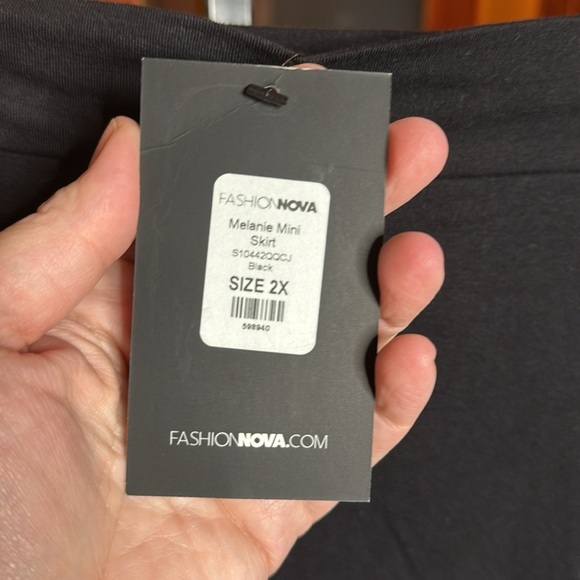 FASHIONNOVA
Melanie Mini
Skirt
S10442QQCJ
Black
SIZE 2X
598940
FASHIONNOVA.COM